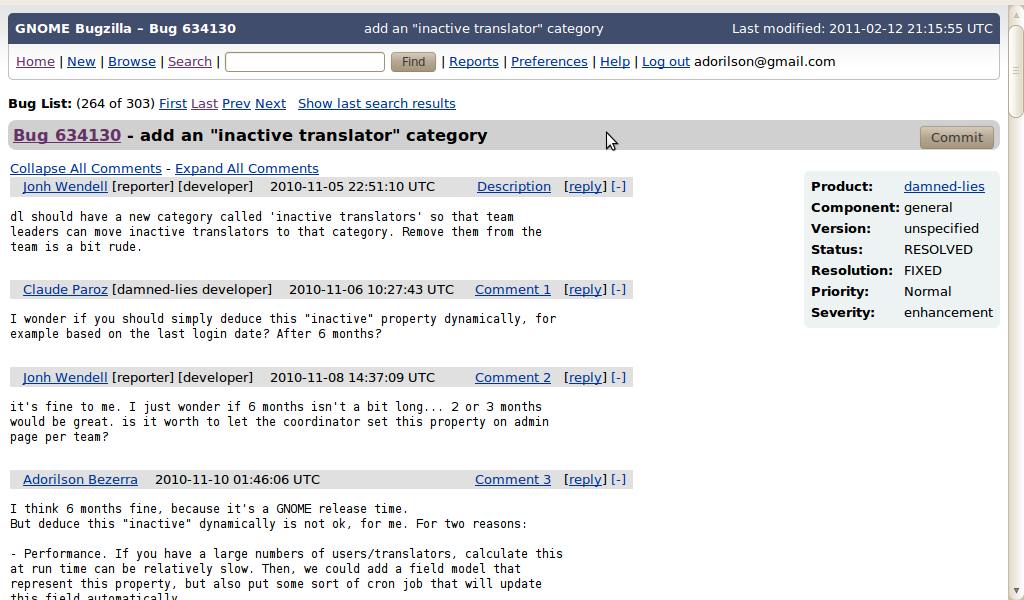 GNOME Bugzilla – Bug 634130 add an "inactive translator" category Last modified: 2011-02-12 21:15:55 UTC
Home | New | Browse | Search | Find | Reports | Preferences | Help | Log out adorilson@gmail.com
Bug List: (264 of 303) First Last Prev Next Show last search results
Bug 634130 - add an "inactive translator" category Commit
Collapse All Comments - Expand All Comments
Jonh Wendell [reporter] [developer] 2010-11-05 22:51:10 UTC Description [reply] [-]
dl should have a new category called 'inactive translators' so that team
leaders can move inactive translators to that category. Remove them from the
team is a bit rude.
Claude Paroz [damned-lies developer] 2010-11-06 10:27:43 UTC Comment 1 [reply] [-]
I wonder if you should simply deduce this "inactive" property dynamically, for
example based on the last login date? After 6 months?
Jonh Wendell [reporter] [developer] 2010-11-08 14:37:09 UTC Comment 2 [reply] [-]
it's fine to me. I just wonder if 6 months isn't a bit long... 2 or 3 months
would be great. is it worth to let the coordinator set this property on admin
page per team?
Adorilson Bezerra 2010-11-10 01:46:06 UTC Comment 3 [reply] [-]
I think 6 months fine, because it's a GNOME release time.
But deduce this "inactive" dynamically is not ok, for me. For two reasons:
- Performance. If you have a large numbers of users/translators, calculate this
at run time can be relatively slow. Then, we could add a field model that
represent this property, but also put some sort of cron job that will update
this field automatically.
Product: damned-lies
Component: general
Version: unspecified
Status: RESOLVED
Resolution: FIXED
Priority: Normal
Severity: enhancement